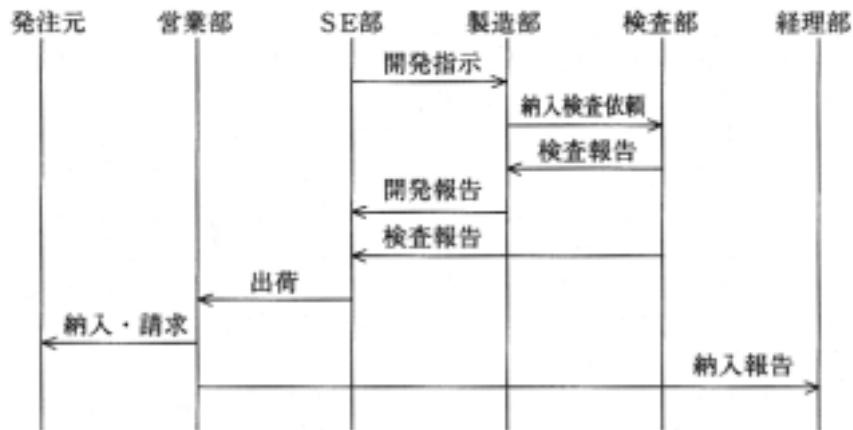 発注元 営業部 ＳＥ部 製造部 検査部 経理部
開発指示
納入検査依頼
検査報告
開発報告
検査報告
出荷
納入・請求
納入報告